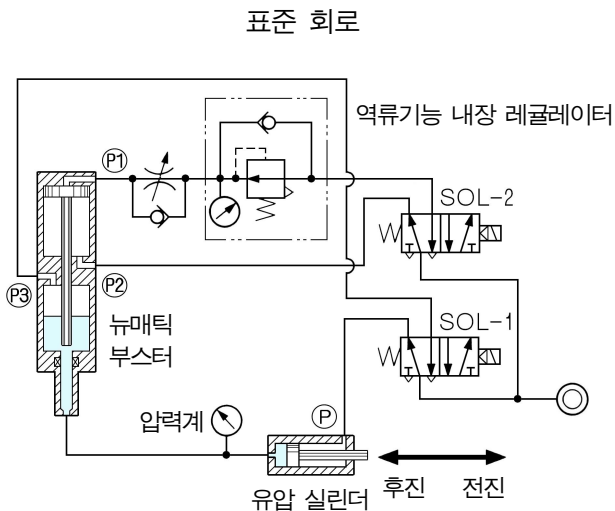 표준 회로
역류기능 내장 레귤레이터
P1
SOL-2
P2
P3
뉴매틱
부스터
SOL-1
압력계
P
유압 실린더
후진
전진